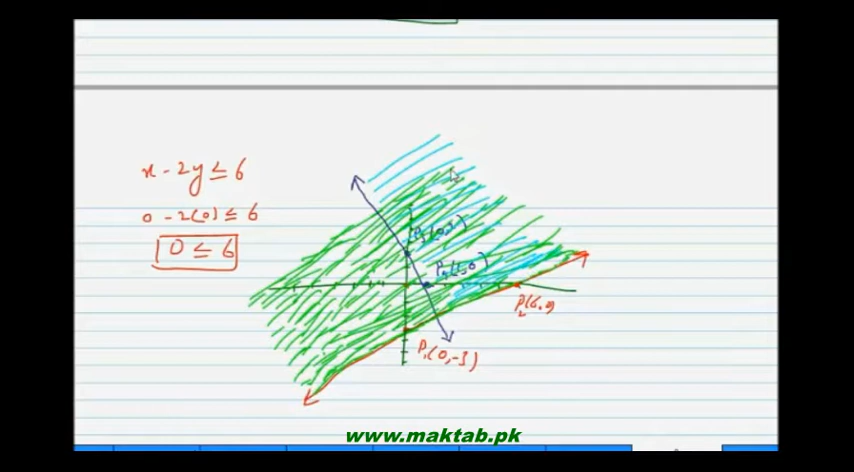 x - 2y ≤ 6
0 - 2(0) ≤ 6
0 ≤ 6
P₁(0,-3)
P₂(6,0)
www.maktab.pk